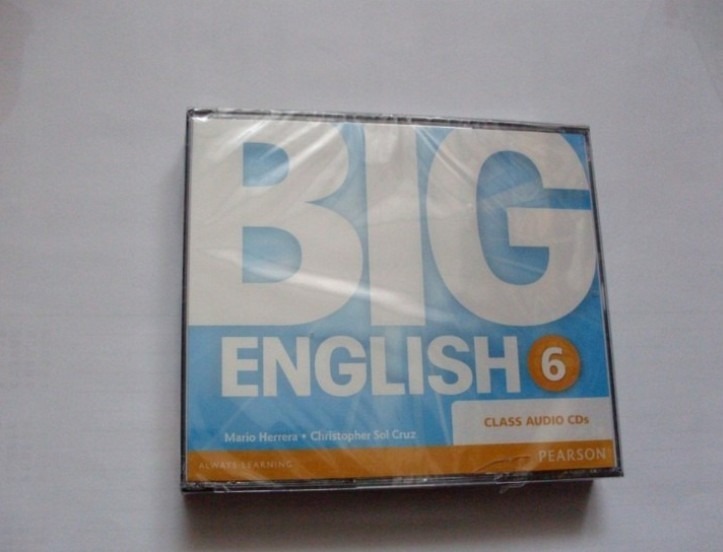 BIG
ENGLISH 6
CLASS AUDIO CDs
Mario Herrera • Christopher Sol Cruz
ALWAYS LEARNING
PEARSON